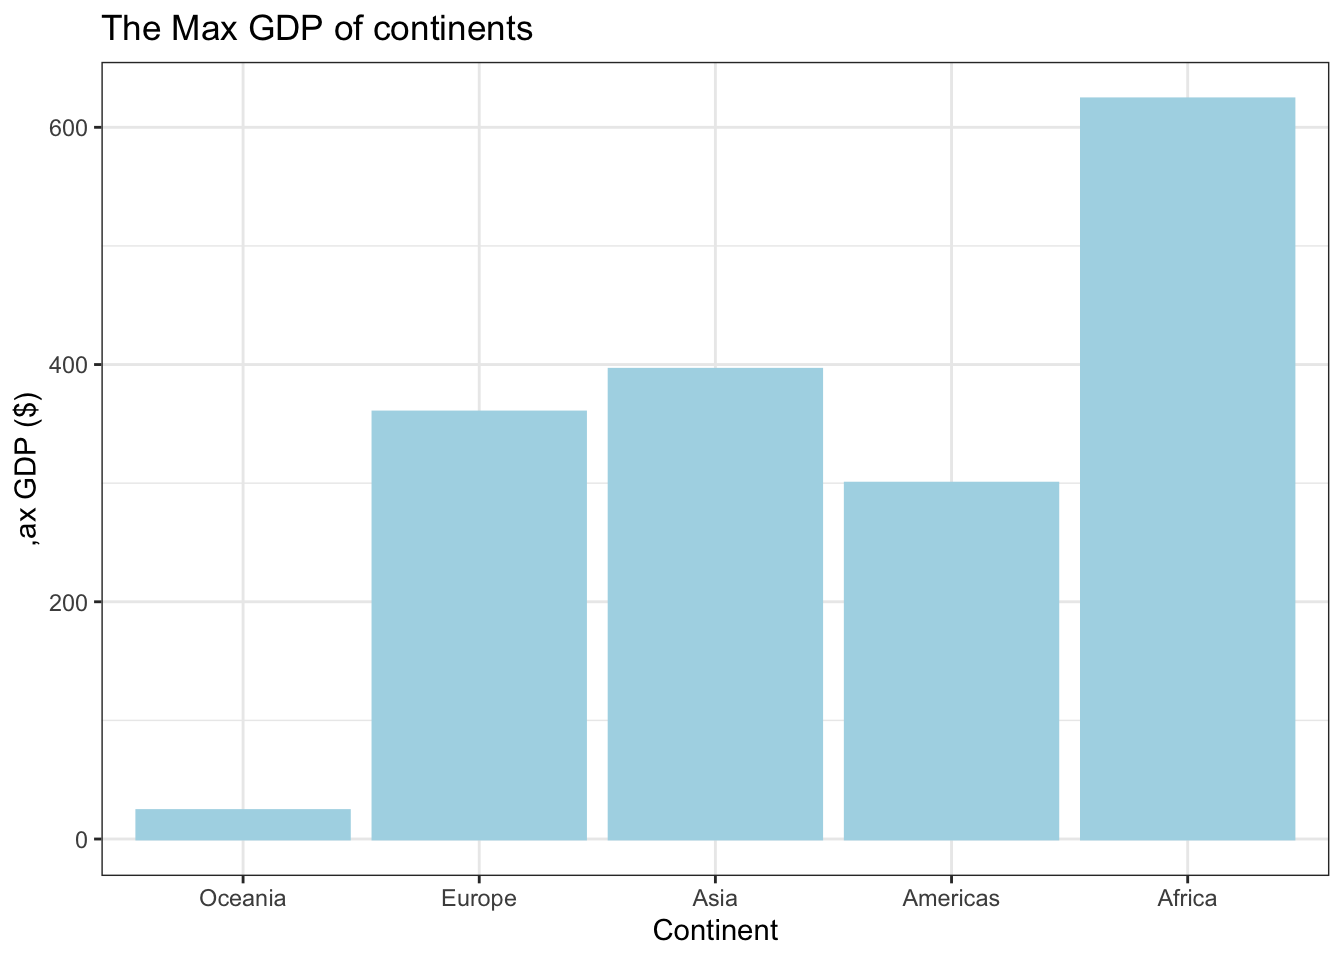 The Max GDP of continents
,ax GDP ($)
600
400
200
0
Oceania Europe Asia Americas Africa
Continent